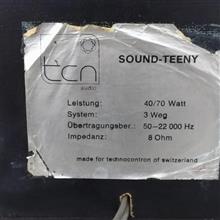 tcn
audio
SOUND-TEENY
Leistung: 40/70 Watt
System: 3 Weg
Übertragungsber.: 50-22 000 Hz
Impedanz: 8 Ohm
made for technocontron of switzerland